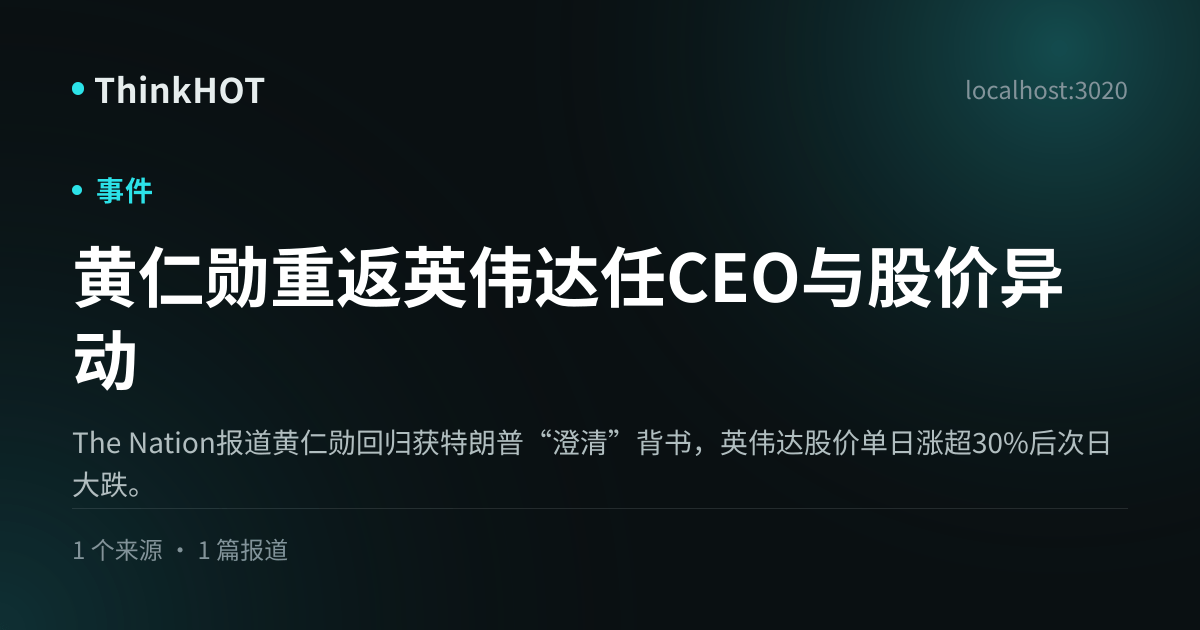 ThinkHOT
localhost:3020
事件
黄仁勋重返英伟达任CEO与股价异
动
The Nation报道黄仁勋回归获特朗普“澄清”背书，英伟达股价单日涨超30%后次日
大跌。
1 个来源 · 1 篇报道